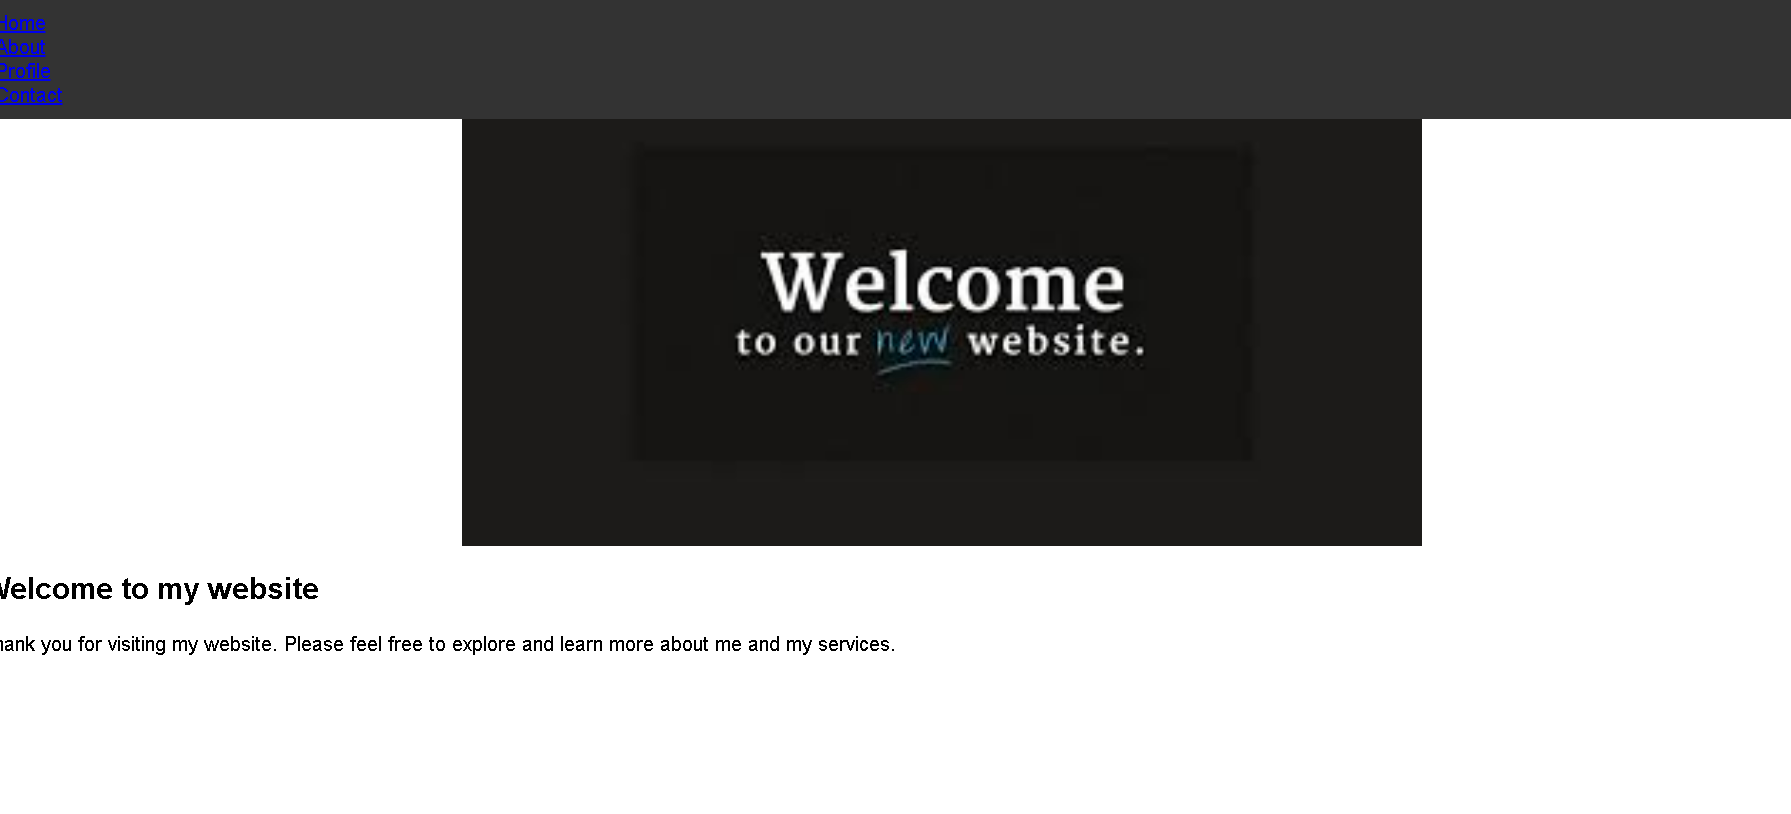 Home
About
Profile
Contact
Welcome
to our new website.
Welcome to my website
hank you for visiting my website. Please feel free to explore and learn more about me and my services.